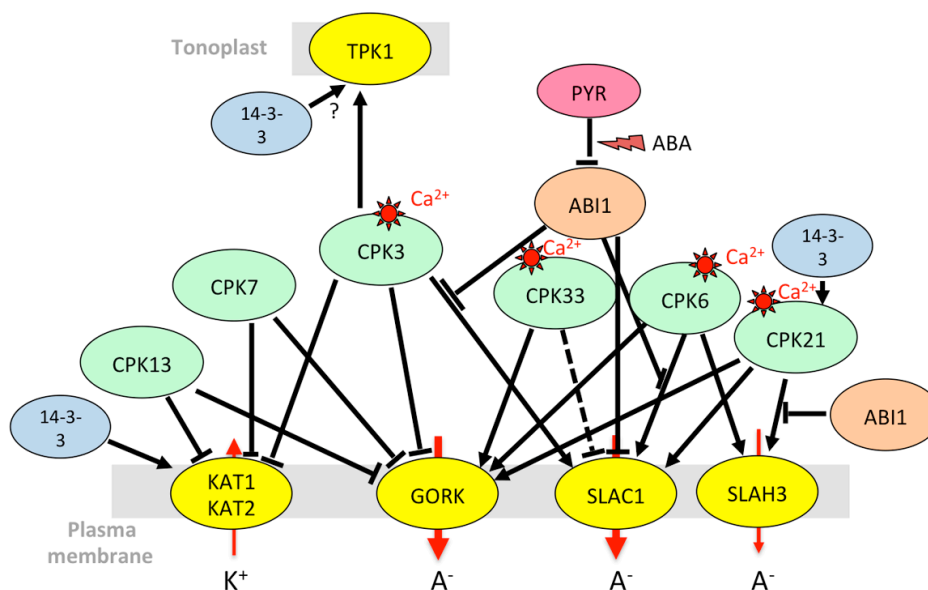 Tonoplast
TPK1
14-3-
3
?
PYR
ABA
Ca²⁺
ABI1
CPK3
Ca²⁺
CPK33
Ca²⁺
CPK6
14-3-
3
Ca²⁺
CPK21
CPK7
CPK13
14-3-
3
ABI1
KAT1
KAT2
GORK
SLAC1
SLAH3
Plasma
membrane
K⁺
A⁻
A⁻
A⁻